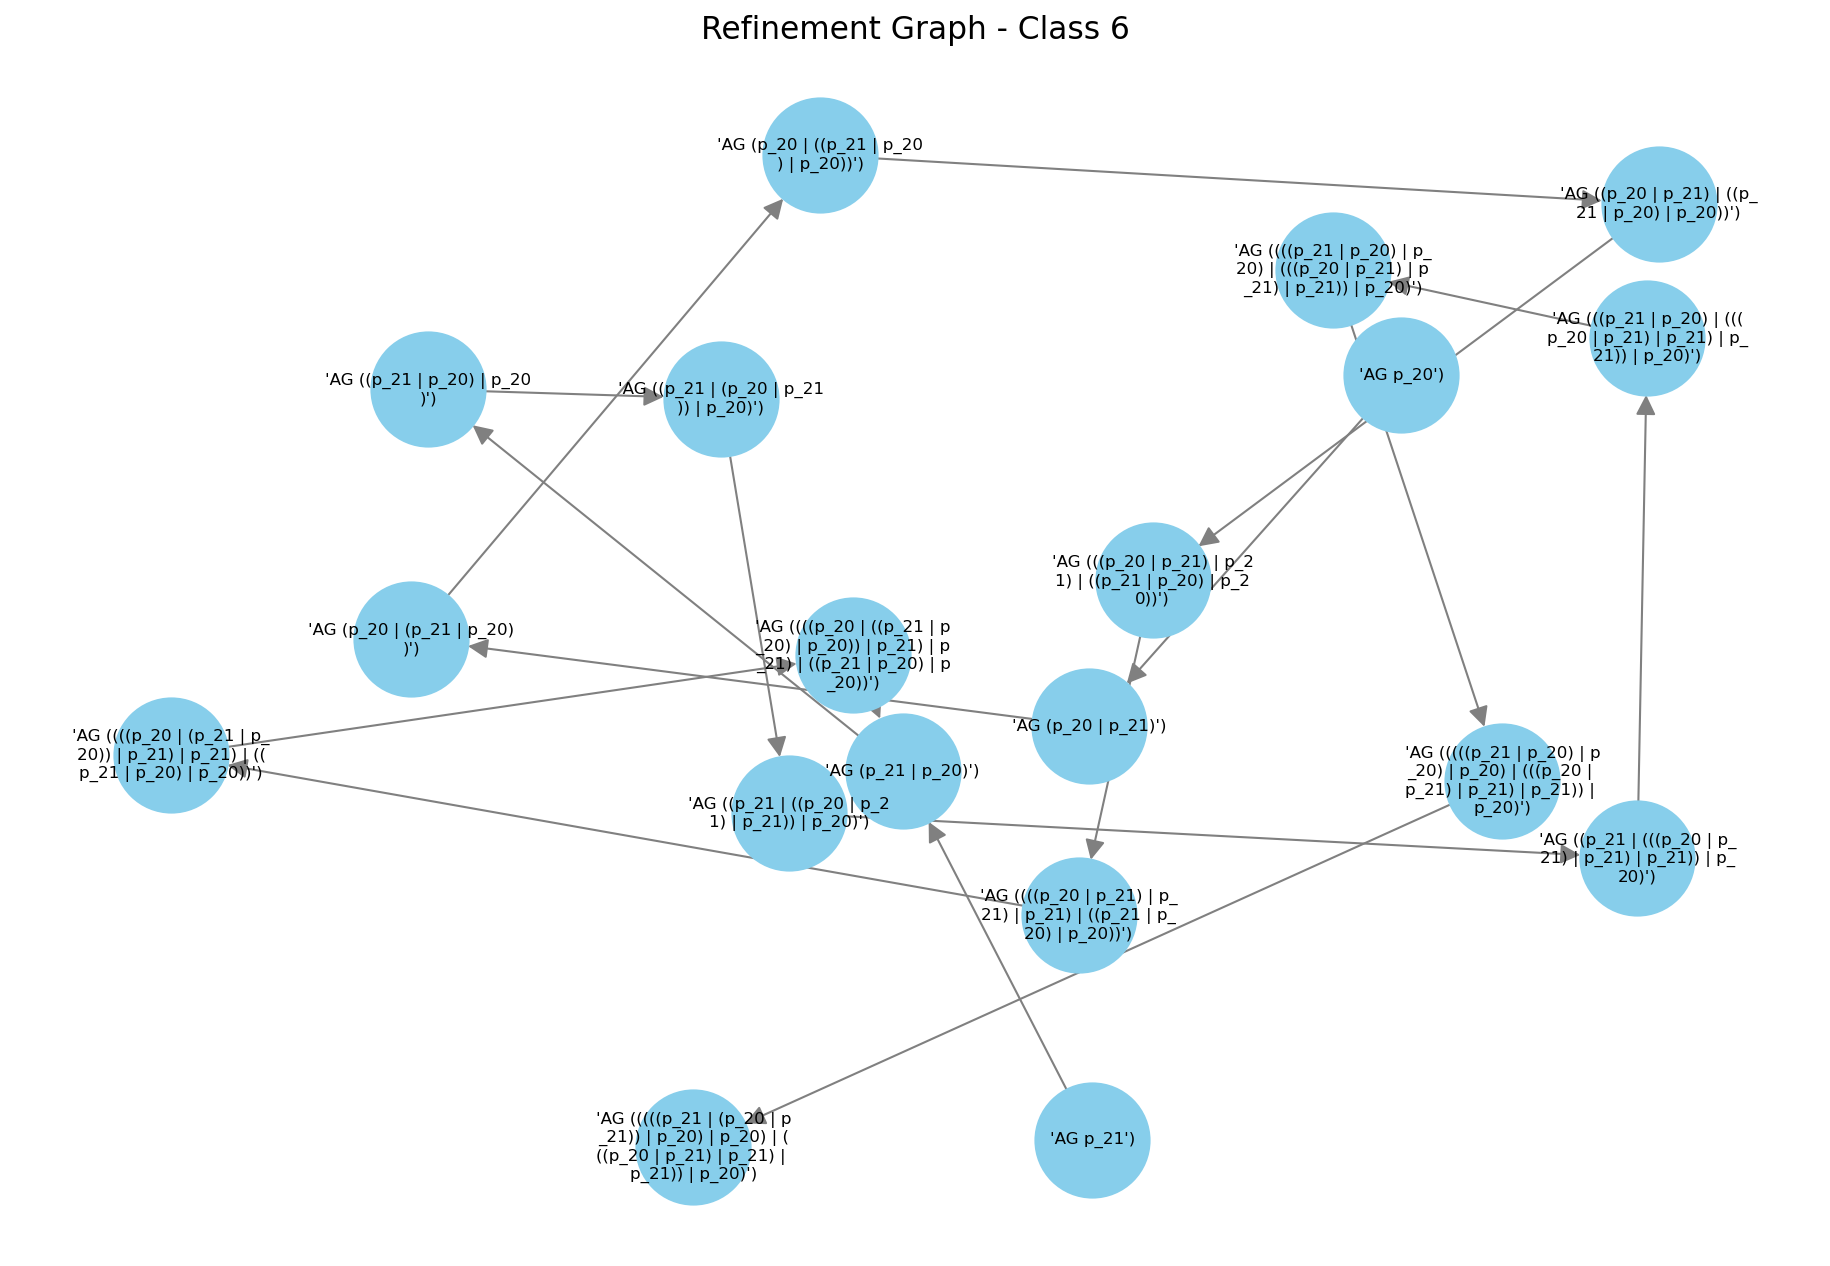 Refinement Graph - Class 6
'AG (p_20 | ((p_21 | p_20
) | p_20))')
'AG ((p_20 | p_21) | ((p_
21 | p_20) | p_20))')
'AG ((((p_21 | p_20) | p_
20) | (((p_20 | p_21) | p
_21) | p_21)) | p_20)')
'AG (((p_21 | p_20) | (((
p_20 | p_21) | p_21) | p_
21)) | p_20)')
'AG p_20')
'AG ((p_21 | p_20) | p_20
)')
'AG ((p_21 | (p_20 | p_21
)) | p_20)')
'AG (((p_20 | p_21) | p_2
1) | ((p_21 | p_20) | p_2
0))')
'AG (p_20 | (p_21 | p_20)
)')
'AG ((((p_20 | ((p_21 | p
_20) | p_20)) | p_21) | p
_21) | ((p_21 | p_20) | p
_20))')
'AG ((((p_20 | (p_21 | p_
20)) | p_21) | p_21) | ((
p_21 | p_20) | p_20))')
'AG (p_20 | p_21)')
'AG (p_21 | p_20)')
'AG ((p_21 | ((p_20 | p_2
1) | p_21)) | p_20)')
'AG (((((p_21 | p_20) | p
_20) | p_20) | (((p_20 |
p_21) | p_21) | p_21)) |
p_20)')
'AG ((p_21 | (((p_20 | p_
21) | p_21) | p_21)) | p_
20)')
'AG ((((p_20 | p_21) | p_
21) | p_21) | ((p_21 | p_
20) | p_20))')
'AG (((((p_21 | (p_20 | p
_21)) | p_20) | p_20) | (
((p_20 | p_21) | p_21) |
p_21)) | p_20)')
'AG p_21')